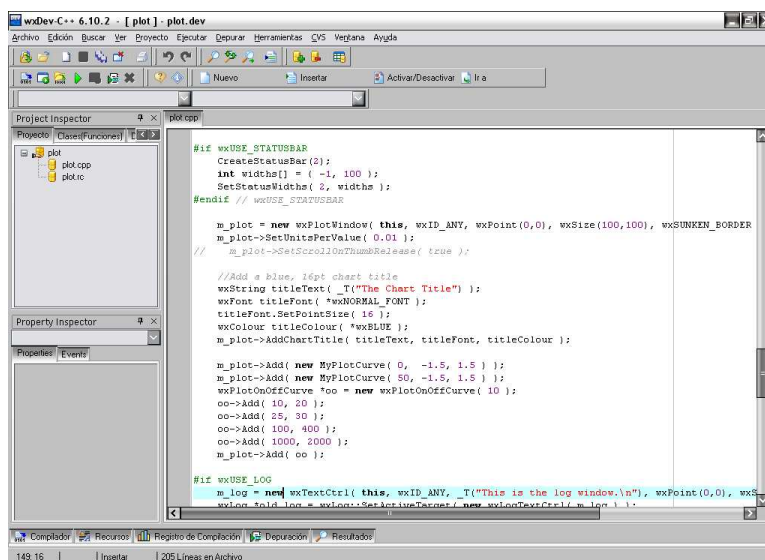 wxDev-C++ 6.10.2 - [ plot ] - plot.dev
Archivo Edición Buscar Ver Proyecto Ejecutar Depurar Herramientas CVS Ventana Ayuda
Nuevo Insertar Activar/Desactivar Ir a
Project Inspector
plot.cpp
Proyecto Clases(Funciones)
plot
plot.cpp
plot.rc
#if wxUSE_STATUSBAR
CreateStatusBar(2);
int widths[] = { -1, 100 };
SetStatusWidths( 2, widths );
#endif // wxUSE_STATUSBAR
m_plot = new wxPlotWindow( this, wxID_ANY, wxPoint(0,0), wxSize(100,100), wxSUNKEN_BORDER
m_plot->SetUnitsPerValue( 0.01 );
// m_plot->SetScrollOnThumbRelease( true );
//Add a blue, 16pt chart title
wxString titleText( _T("The Chart Title") );
wxFont titleFont( *wxNORMAL_FONT );
titleFont.SetPointSize( 16 );
wxColour titleColour( *wxBLUE );
m_plot->AddChartTitle( titleText, titleFont, titleColour );
m_plot->Add( new MyPlotCurve( 0, -1.5, 1.5 ) );
m_plot->Add( new MyPlotCurve( 50, -1.5, 1.5 ) );
wxPlotOnOffCurve *oo = new wxPlotOnOffCurve( 10 );
oo->Add( 10, 20 );
oo->Add( 25, 30 );
oo->Add( 100, 400 );
oo->Add( 1000, 2000 );
m_plot->Add( oo );
#if wxUSE_LOG
m_log = new wxTextCtrl( this, wxID_ANY, _T("This is the log window.\n"), wxPoint(0,0), wxS
wxLog *old_log = wxLog::SetActiveTarget( new wxLogTextCtrl( m_log ) );
Property Inspector
Properties Events
Compilador Recursos Registro de Compilación Depuración Resultados
149: 16 Insertar 205 Líneas en Archivo